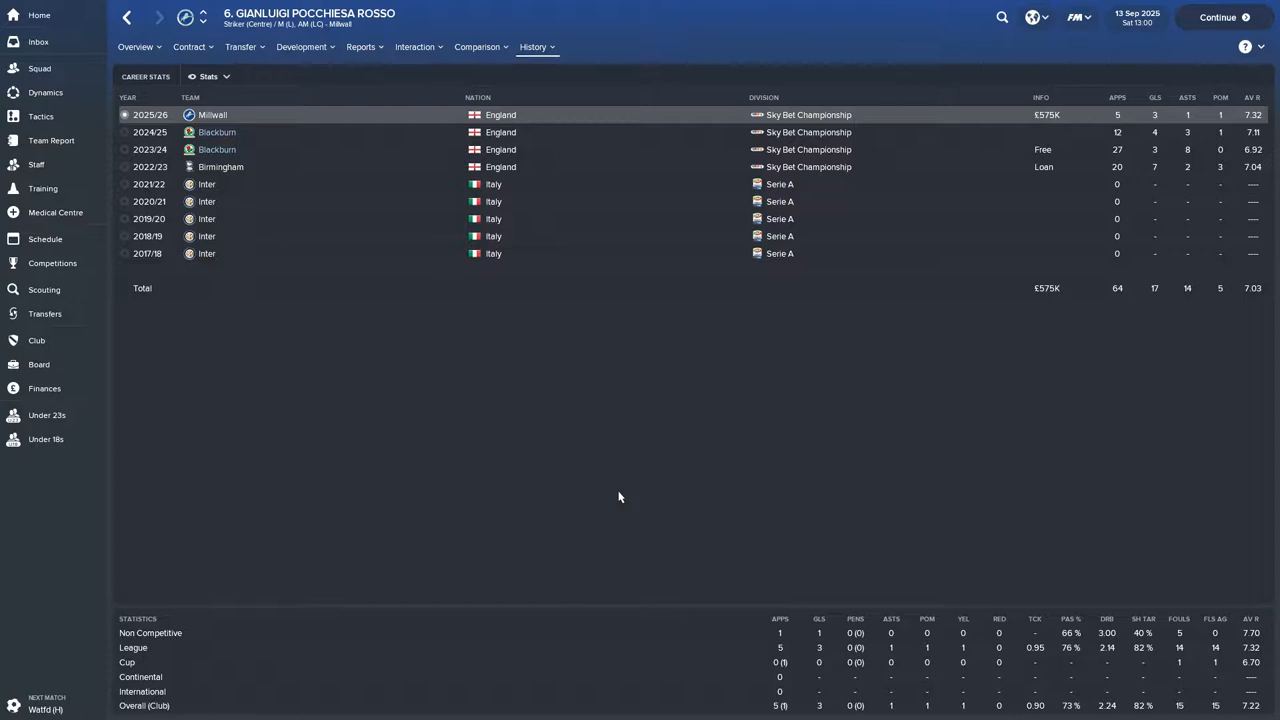 Home
6. GIANLUIGI POCCHIESA ROSSO
Striker (Centre) / M (L), AM (LC) - Millwall
FM
13 Sep 2025
Sat 13:00
Continue
Inbox
Overview Contract Transfer Development Reports Interaction Comparison History
Squad
CAREER STATS Stats
Dynamics
YEAR TEAM NATION DIVISION INFO APPS GLS ASTS POM AV R
Tactics
2025/26 Millwall England Sky Bet Championship £575K 5 3 1 1 7.32
2024/25 Blackburn England Sky Bet Championship 12 4 3 1 7.11
Team Report
2023/24 Blackburn England Sky Bet Championship Free 27 3 8 0 6.92
Staff
2022/23 Birmingham England Sky Bet Championship Loan 20 7 2 3 7.04
Training
2021/22 Inter Italy Serie A 0 - - - ----
2020/21 Inter Italy Serie A 0 - - - ----
Medical Centre
2019/20 Inter Italy Serie A 0 - - - ----
Schedule
2018/19 Inter Italy Serie A 0 - - - ----
2017/18 Inter Italy Serie A 0 - - - ----
Competitions
Scouting
Total £575K 64 17 14 5 7.03
Transfers
Club
Board
Finances
Under 23s
Under 18s
STATISTICS APPS GLS PENS ASTS POM YEL RED TCK PAS % DRB SH TAR FOULS FLS AG AV R
Non Competitive 1 1 0 (0) 0 0 0 0 - 66 % 3.00 40 % 5 0 7.70
League 5 3 0 (0) 1 1 1 0 0.95 76 % 2.14 82 % 14 14 7.32
Cup 0 (1) 0 0 (0) 0 0 0 0 - - - - 1 1 6.70
Continental 0 - - - - - - - - - - - - ----
International 0 - - - - - - - - - - - - ----
Overall (Club) 5 (1) 3 0 (0) 1 1 1 0 0.90 73 % 2.24 82 % 15 15 7.22
NEXT MATCH
Watfd (H)